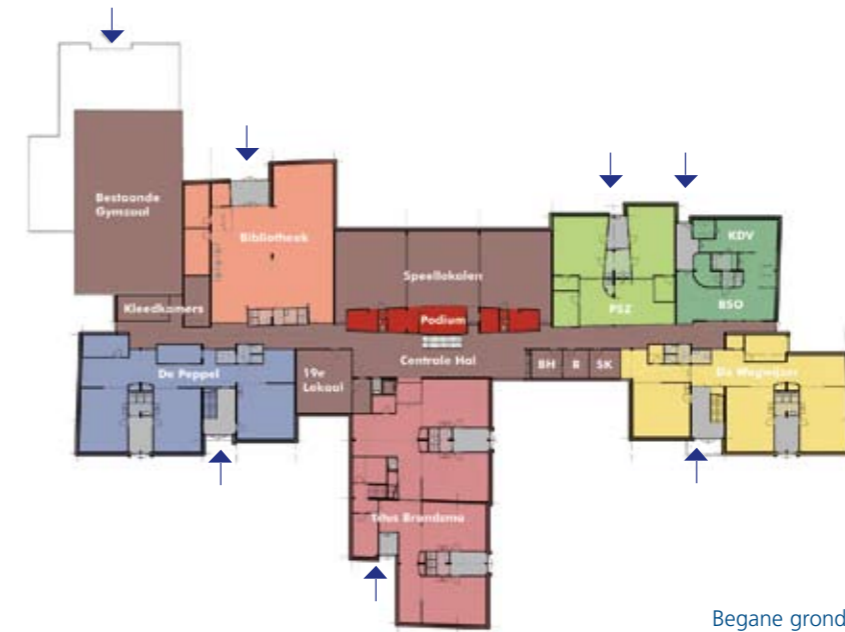 Bestaande
Gymzaal
Bibliotheek
KDV
Speellokalen
BSO
Kleedkamers
PSZ
Podium
Centrale Hal
De Peppel
19e
Lokaal
BH
B
SK
De Wegwijzer
Titus Brandsma
Begane grond